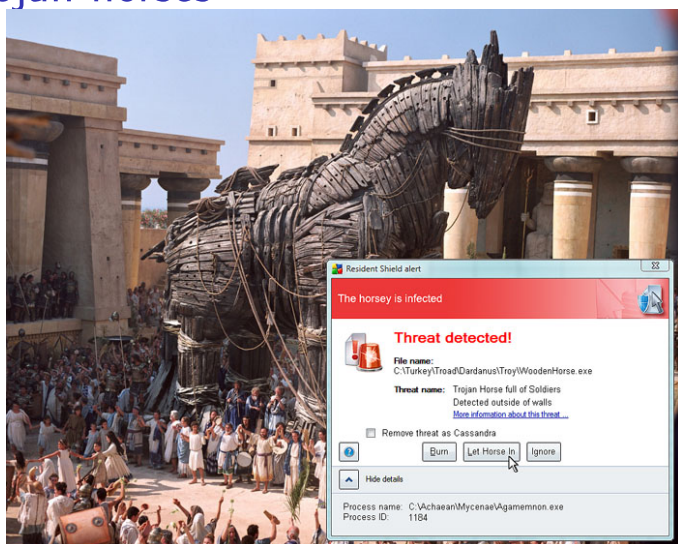 Trojan horses
Resident Shield alert
The horsey is infected
Threat detected!
File name:
C:\Turkey\Troad\Dardanus\Troy\WoodenHorse.exe
Threat name: Trojan Horse full of Soldiers
Detected outside of walls
More information about this threat ...
Remove threat as Cassandra
Burn Let Horse In Ignore
Hide details
Process name: C:\Achaean\Mycenae\Agamemnon.exe
Process ID: 1184